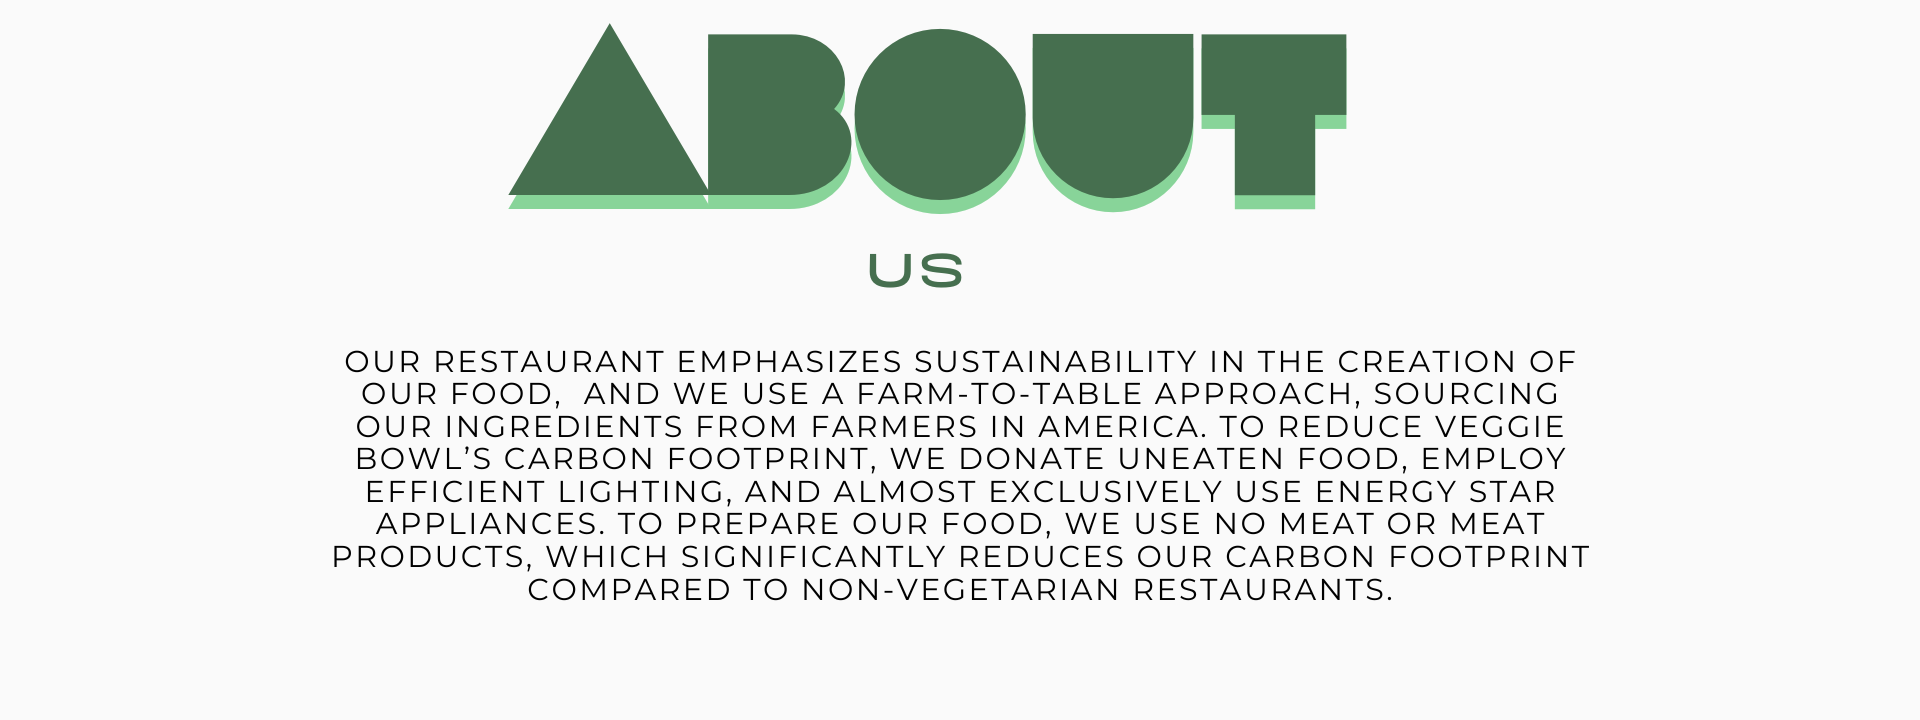 ABOUT
US
OUR RESTAURANT EMPHASIZES SUSTAINABILITY IN THE CREATION OF
OUR FOOD,  AND WE USE A FARM-TO-TABLE APPROACH, SOURCING
OUR INGREDIENTS FROM FARMERS IN AMERICA. TO REDUCE VEGGIE
BOWL’S CARBON FOOTPRINT, WE DONATE UNEATEN FOOD, EMPLOY
EFFICIENT LIGHTING, AND ALMOST EXCLUSIVELY USE ENERGY STAR
APPLIANCES. TO PREPARE OUR FOOD, WE USE NO MEAT OR MEAT
PRODUCTS, WHICH SIGNIFICANTLY REDUCES OUR CARBON FOOTPRINT
COMPARED TO NON-VEGETARIAN RESTAURANTS.